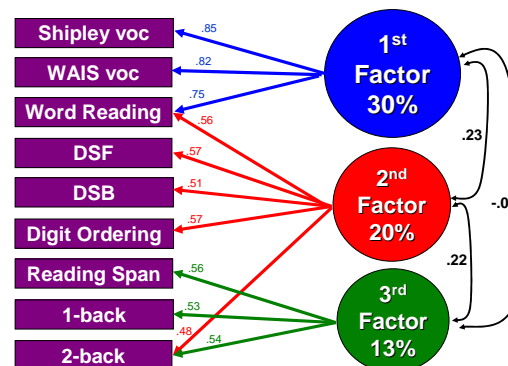 Shipley voc
WAIS voc
Word Reading
DSF
DSB
Digit Ordering
Reading Span
1-back
2-back
.85
.82
.75
.56
.57
.51
.57
.48
.56
.53
.54
1st
Factor
30%
2nd
Factor
20%
3rd
Factor
13%
.23
.22
-.0